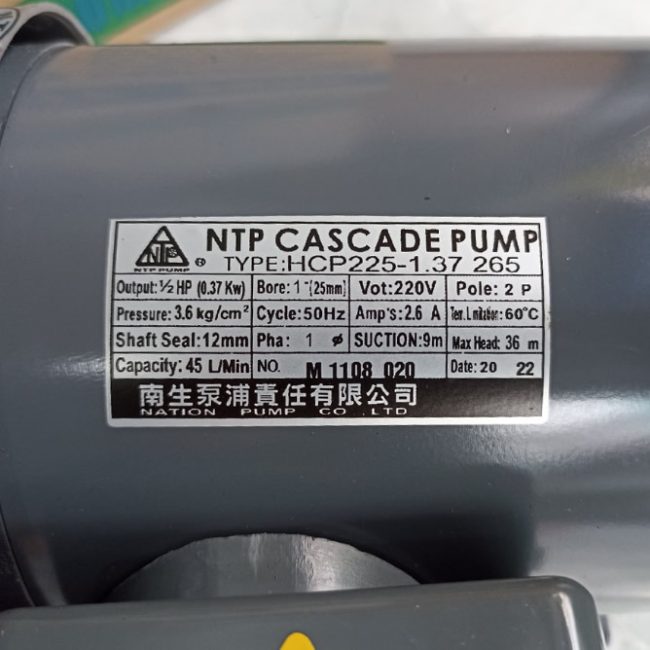 NTP
NTP PUMP ®
NTP CASCADE PUMP
TYPE:HCP225-1.37 265
Output: ½ HP (0.37 Kw) Bore: 1"(25mm) Vot:220V Pole: 2 P
Pressure: 3.6 kg/cm² Cycle:50Hz Amp's: 2.6 A Tem.Limitation:60°C
Shaft Seal:12mm Pha: 1 ø SUCTION:9m Max Head: 36 m
Capacity: 45 L/Min NO. M 1108 020 Date: 20 22
南生泵浦責任有限公司
NATION PUMP CO .LTD